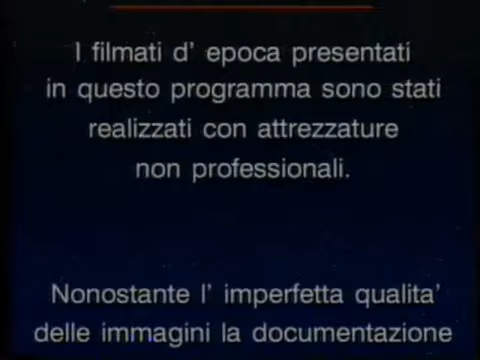 I filmati d' epoca presentati
in questo programma sono stati
realizzati con attrezzature
non professionali.
Nonostante l' imperfetta qualita'
delle immagini la documentazione